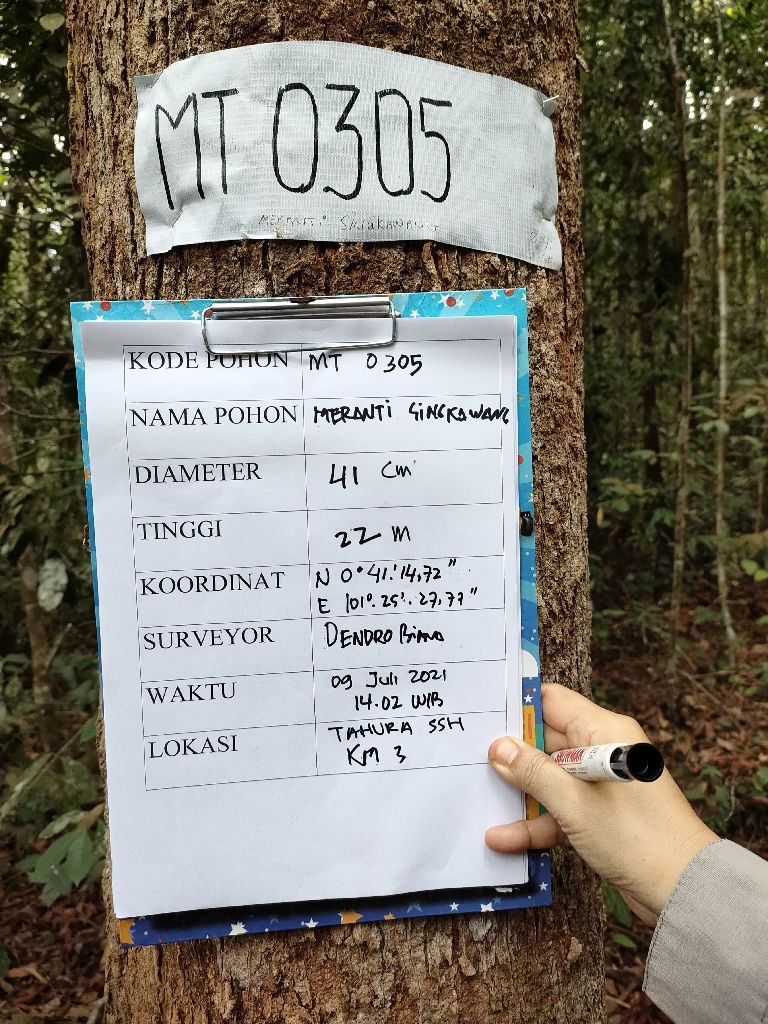 MT 0305
MERANTI SINGKAWANG
KODE POHON MT 0305
NAMA POHON MERANTI SINGKAWANG
DIAMETER 41 cm
TINGGI 22 m
KOORDINAT N 0° 41.' 14,72"
E 101°. 25'. 27,77"
SURVEYOR DENDRO BIMA
WAKTU 09 Juli 2021
14.02 WIB
LOKASI TAHURA SSH
KM 3
SNOWMAN